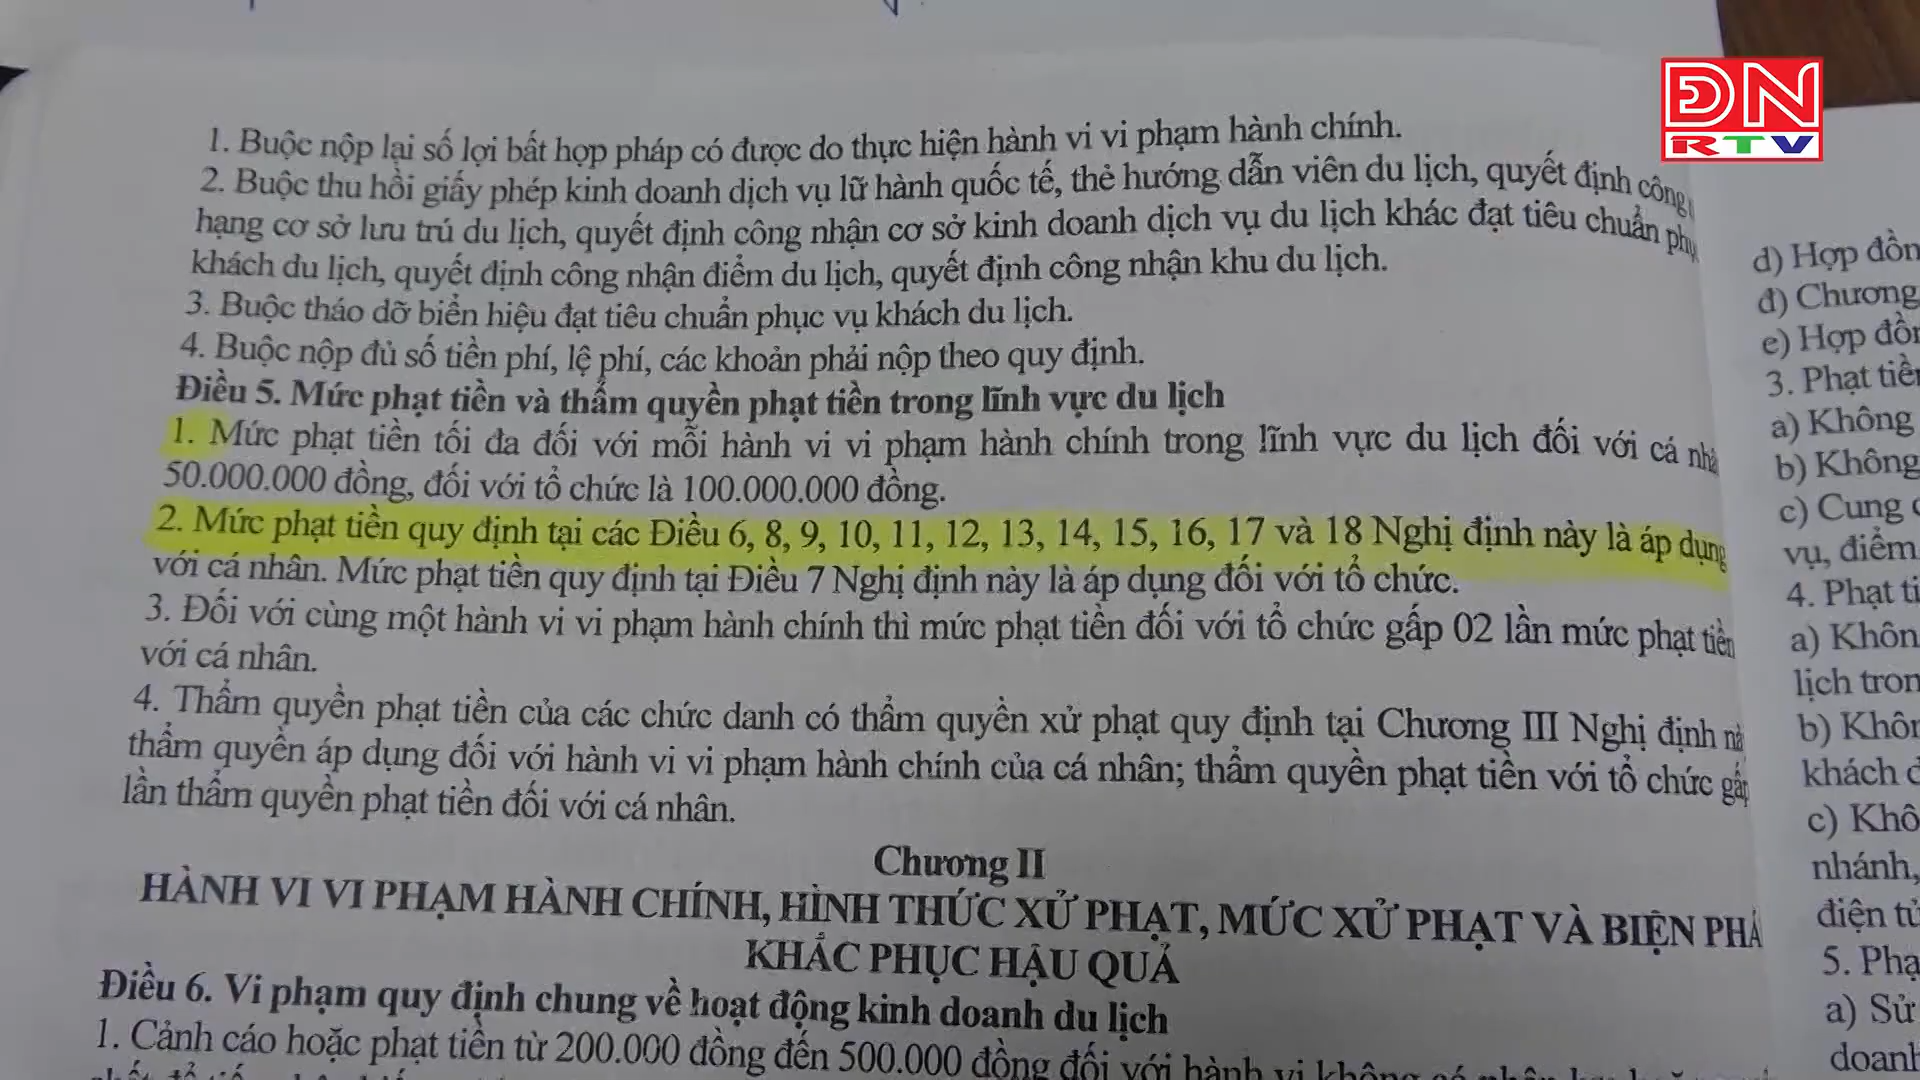 ĐN
RTV
1. Buộc nộp lại số lợi bất hợp pháp có được do thực hiện hành vi vi phạm hành chính.
2. Buộc thu hồi giấy phép kinh doanh dịch vụ lữ hành quốc tế, thẻ hướng dẫn viên du lịch, quyết định công
hạng cơ sở lưu trú du lịch, quyết định công nhận cơ sở kinh doanh dịch vụ du lịch khác đạt tiêu chuẩn
khách du lịch, quyết định công nhận điểm du lịch, quyết định công nhận khu du lịch.
3. Buộc tháo dỡ biển hiệu đạt tiêu chuẩn phục vụ khách du lịch.
4. Buộc nộp đủ số tiền phí, lệ phí, các khoản phải nộp theo quy định.
Điều 5. Mức phạt tiền và thẩm quyền phạt tiền trong lĩnh vực du lịch
1. Mức phạt tiền tối đa đối với mỗi hành vi vi phạm hành chính trong lĩnh vực du lịch đối với cá
50.000.000 đồng, đối với tổ chức là 100.000.000 đồng.
2. Mức phạt tiền quy định tại các Điều 6, 8, 9, 10, 11, 12, 13, 14, 15, 16, 17 và 18 Nghị định này là áp dụng
với cá nhân. Mức phạt tiền quy định tại Điều 7 Nghị định này là áp dụng đối với tổ chức.
3. Đối với cùng một hành vi vi phạm hành chính thì mức phạt tiền đối với tổ chức gấp 02 lần mức phạt tiền
với cá nhân.
4. Thẩm quyền phạt tiền của các chức danh có thẩm quyền xử phạt quy định tại Chương III Nghị định
thẩm quyền áp dụng đối với hành vi vi phạm hành chính của cá nhân; thẩm quyền phạt tiền với tổ chức gấp
lần thẩm quyền phạt tiền đối với cá nhân.
Chương II
HÀNH VI VI PHẠM HÀNH CHÍNH, HÌNH THỨC XỬ PHẠT, MỨC XỬ PHẠT VÀ BIỆN
KHẮC PHỤC HẬU QUẢ
Điều 6. Vi phạm quy định chung về hoạt động kinh doanh du lịch
1. Cảnh cáo hoặc phạt tiền từ 200.000 đồng đến 500.000 đồng đối với hành vi không có
d) Hợp
đ) Chương
e) Hợp
3. Phạt
a) Không
b) Không
c) Cung
vụ, điểm
4. Phạt
a)
lịch
b)
khách
c)
nhánh,
điện tử
5.
a) Sử